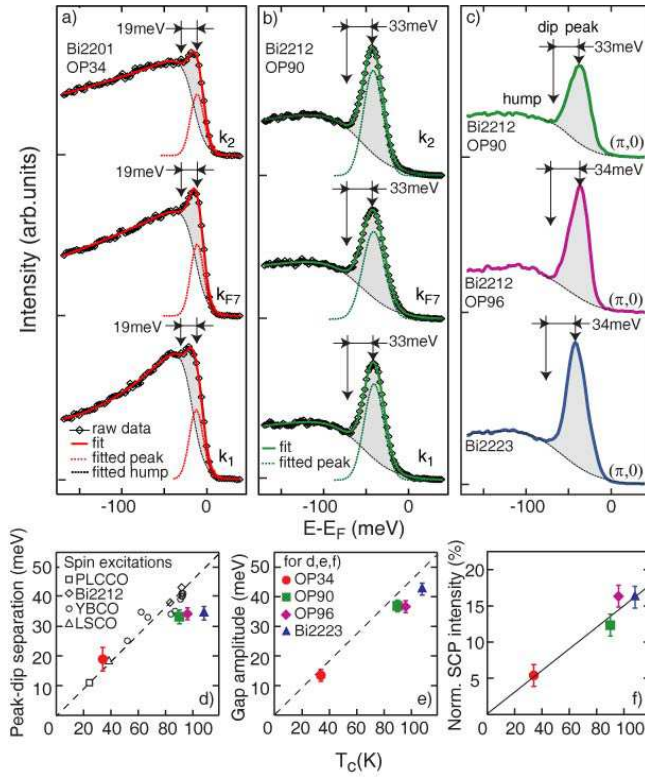 a)
19meV
Bi2201
OP34
k2
19meV
kF7
19meV
raw data
fit
fitted peak
fitted hump
k1
-100
0
b)
33meV
Bi2212
OP90
k2
33meV
kF7
33meV
fit
fitted peak
k1
-100
0
c)
dip peak
33meV
hump
Bi2212
OP90
(π,0)
34meV
Bi2212
OP96
(π,0)
34meV
Bi2223
(π,0)
-100
0
Intensity (arb.units)
E-EF (meV)
Peak-dip separation (meV)
50
40
30
20
10
Spin excitations
PLCCO
Bi2212
YBCO
LSCO
d)
0 20 40 60 80 100
Gap amplitude (meV)
50
40
30
20
10
for d,e,f)
OP34
OP90
OP96
Bi2223
e)
0 20 40 60 80 100
Norm. SCP intensity (%)
20
15
10
5
0
f)
0 20 40 60 80 100
Tc(K)